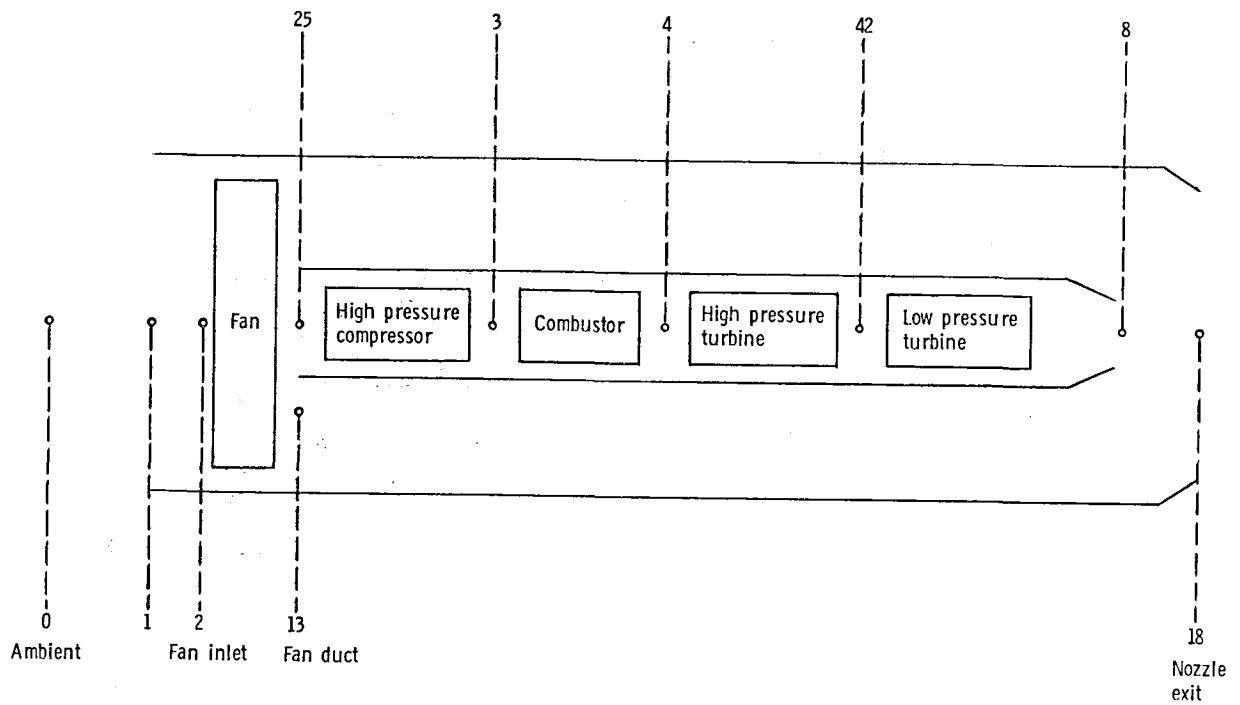 25
3
4
42
8
Fan
High pressure
compressor
Combustor
High pressure
turbine
Low pressure
turbine
0
Ambient
1
2
Fan inlet
13
Fan duct
18
Nozzle
exit